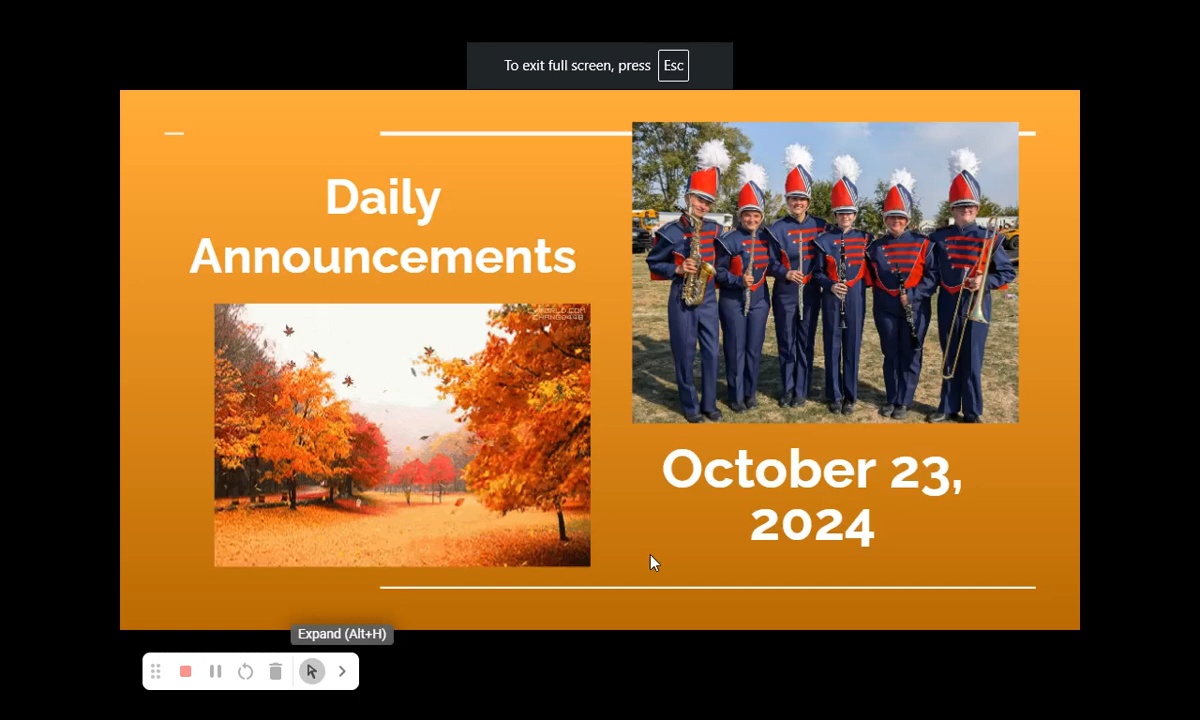 To exit full screen, press Esc
Daily
Announcements
October 23,
2024
Expand (Alt+H)